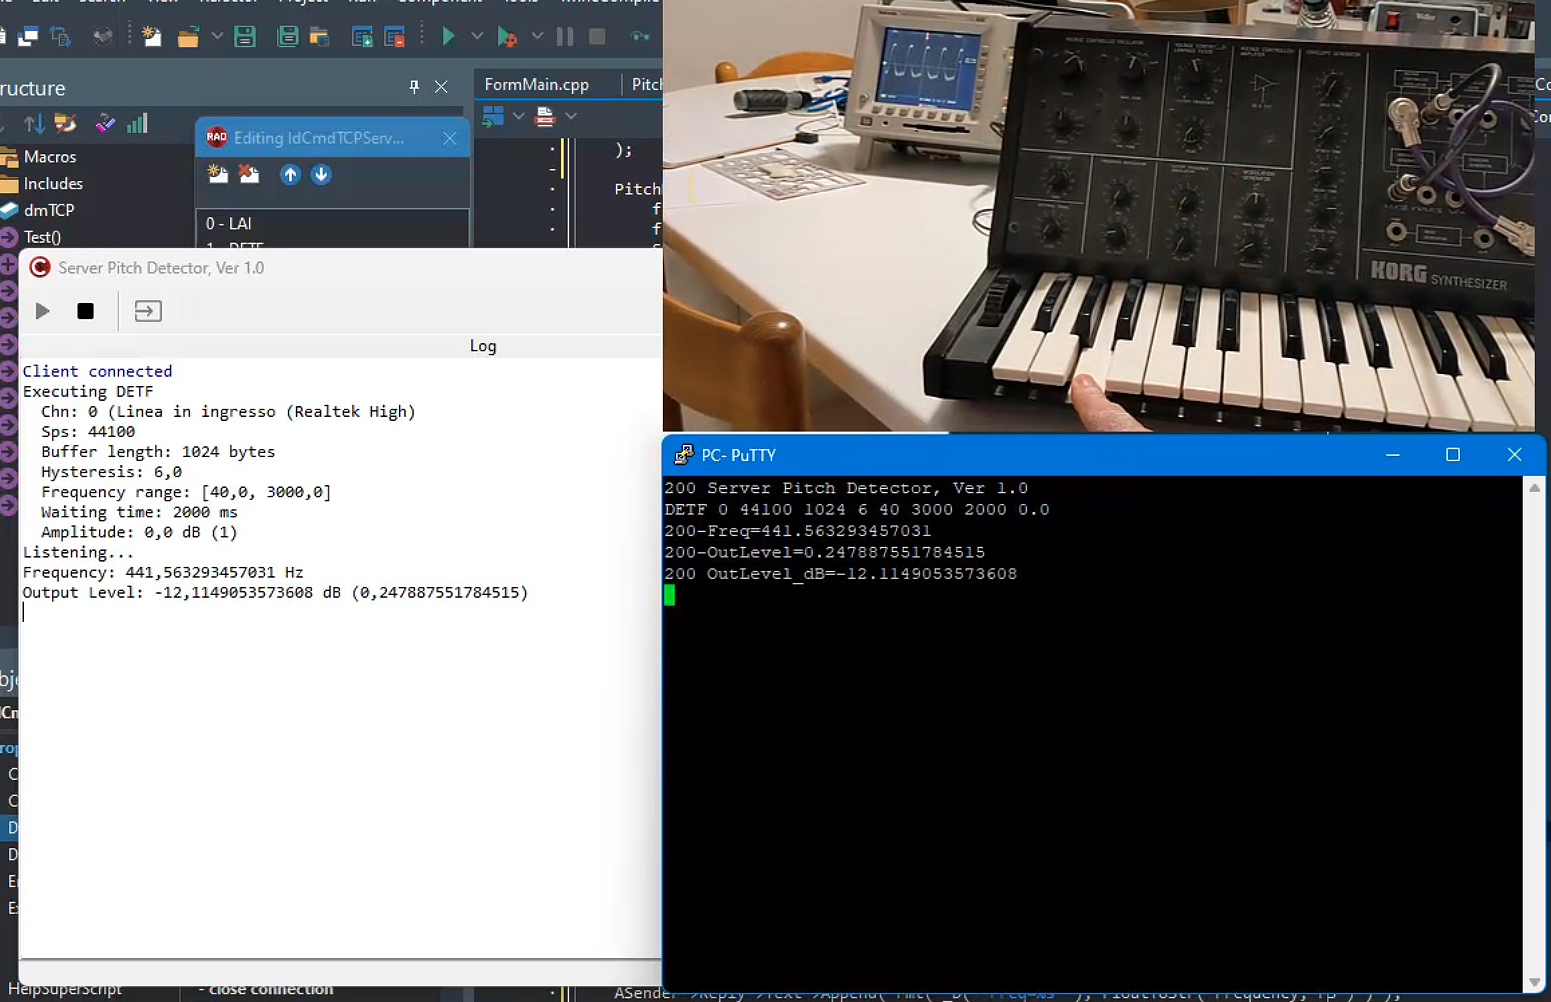 FormMain.cpp
ructure
Editing IdCmdTCPServ...
Macros
Includes
dmTCP
Test()
0 - LAI
);
Server Pitch Detector, Ver 1.0
Log
Client connected
Executing DETF
Chn: 0 (Linea in ingresso (Realtek High)
Sps: 44100
Buffer length: 1024 bytes
Hysteresis: 6,0
Frequency range: [40,0, 3000,0]
Waiting time: 2000 ms
Amplitude: 0,0 dB (1)
Listening...
Frequency: 441,563293457031 Hz
Output Level: -12,1149053573608 dB (0,247887551784515)
KORG SYNTHESIZER
PC- PuTTY
200 Server Pitch Detector, Ver 1.0
DETF 0 44100 1024 6 40 3000 2000 0.0
200-Freq=441.563293457031
200-OutLevel=0.247887551784515
200 OutLevel_dB=-12.1149053573608
HelpSuperScript
- close connection